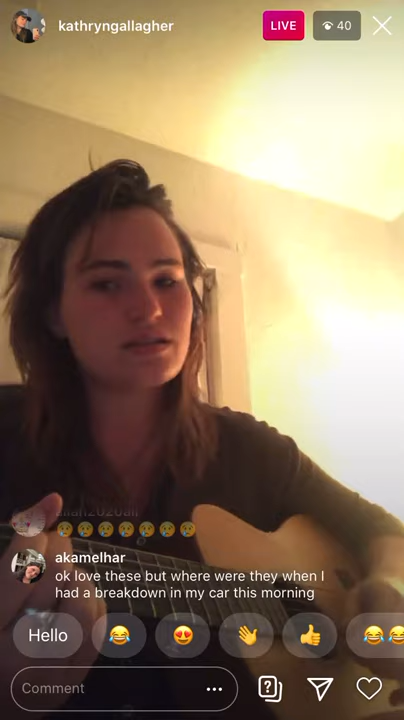 kathryngallagher
LIVE
40
akamelhar
ok love these but where were they when I
had a breakdown in my car this morning
Hello
Comment